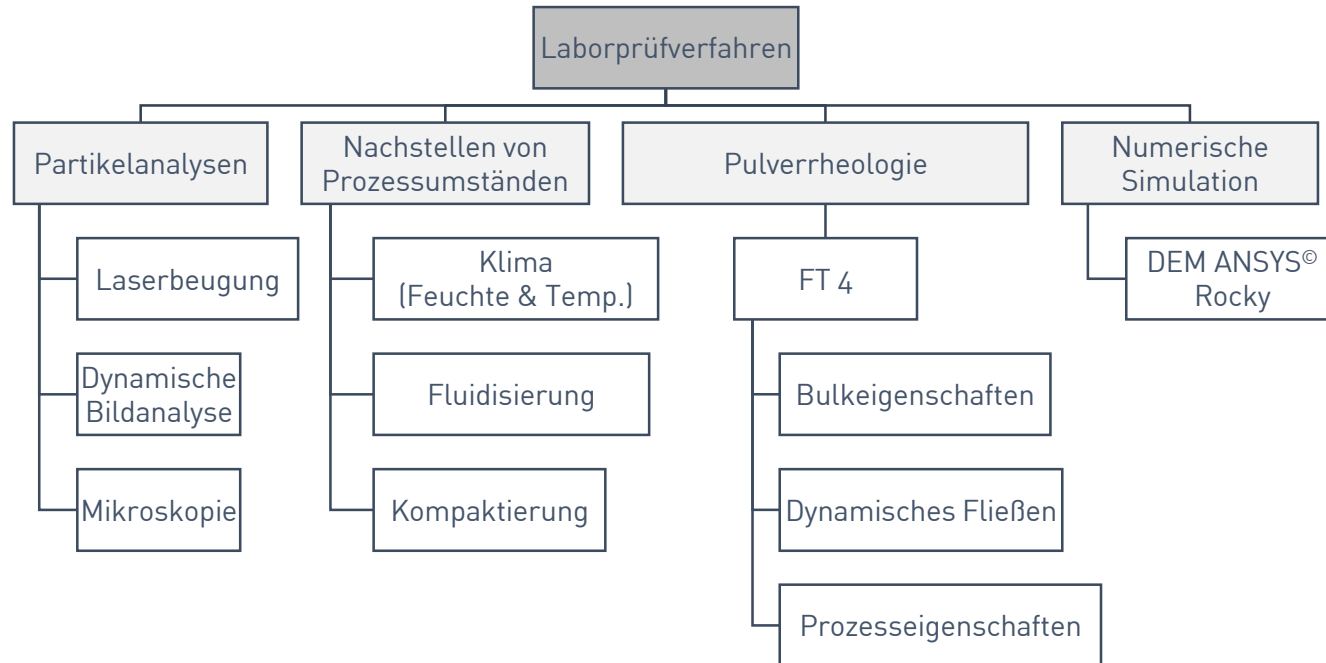 Laborprüfverfahren
Partikelanalysen
Laserbeugung
Dynamische
Bildanalyse
Mikroskopie
Nachstellen von
Prozessumständen
Klima
(Feuchte & Temp.)
Fluidisierung
Kompaktierung
Pulverrheologie
FT 4
Bulkeigenschaften
Dynamisches Fließen
Prozesseigenschaften
Numerische
Simulation
DEM ANSYS©
Rocky